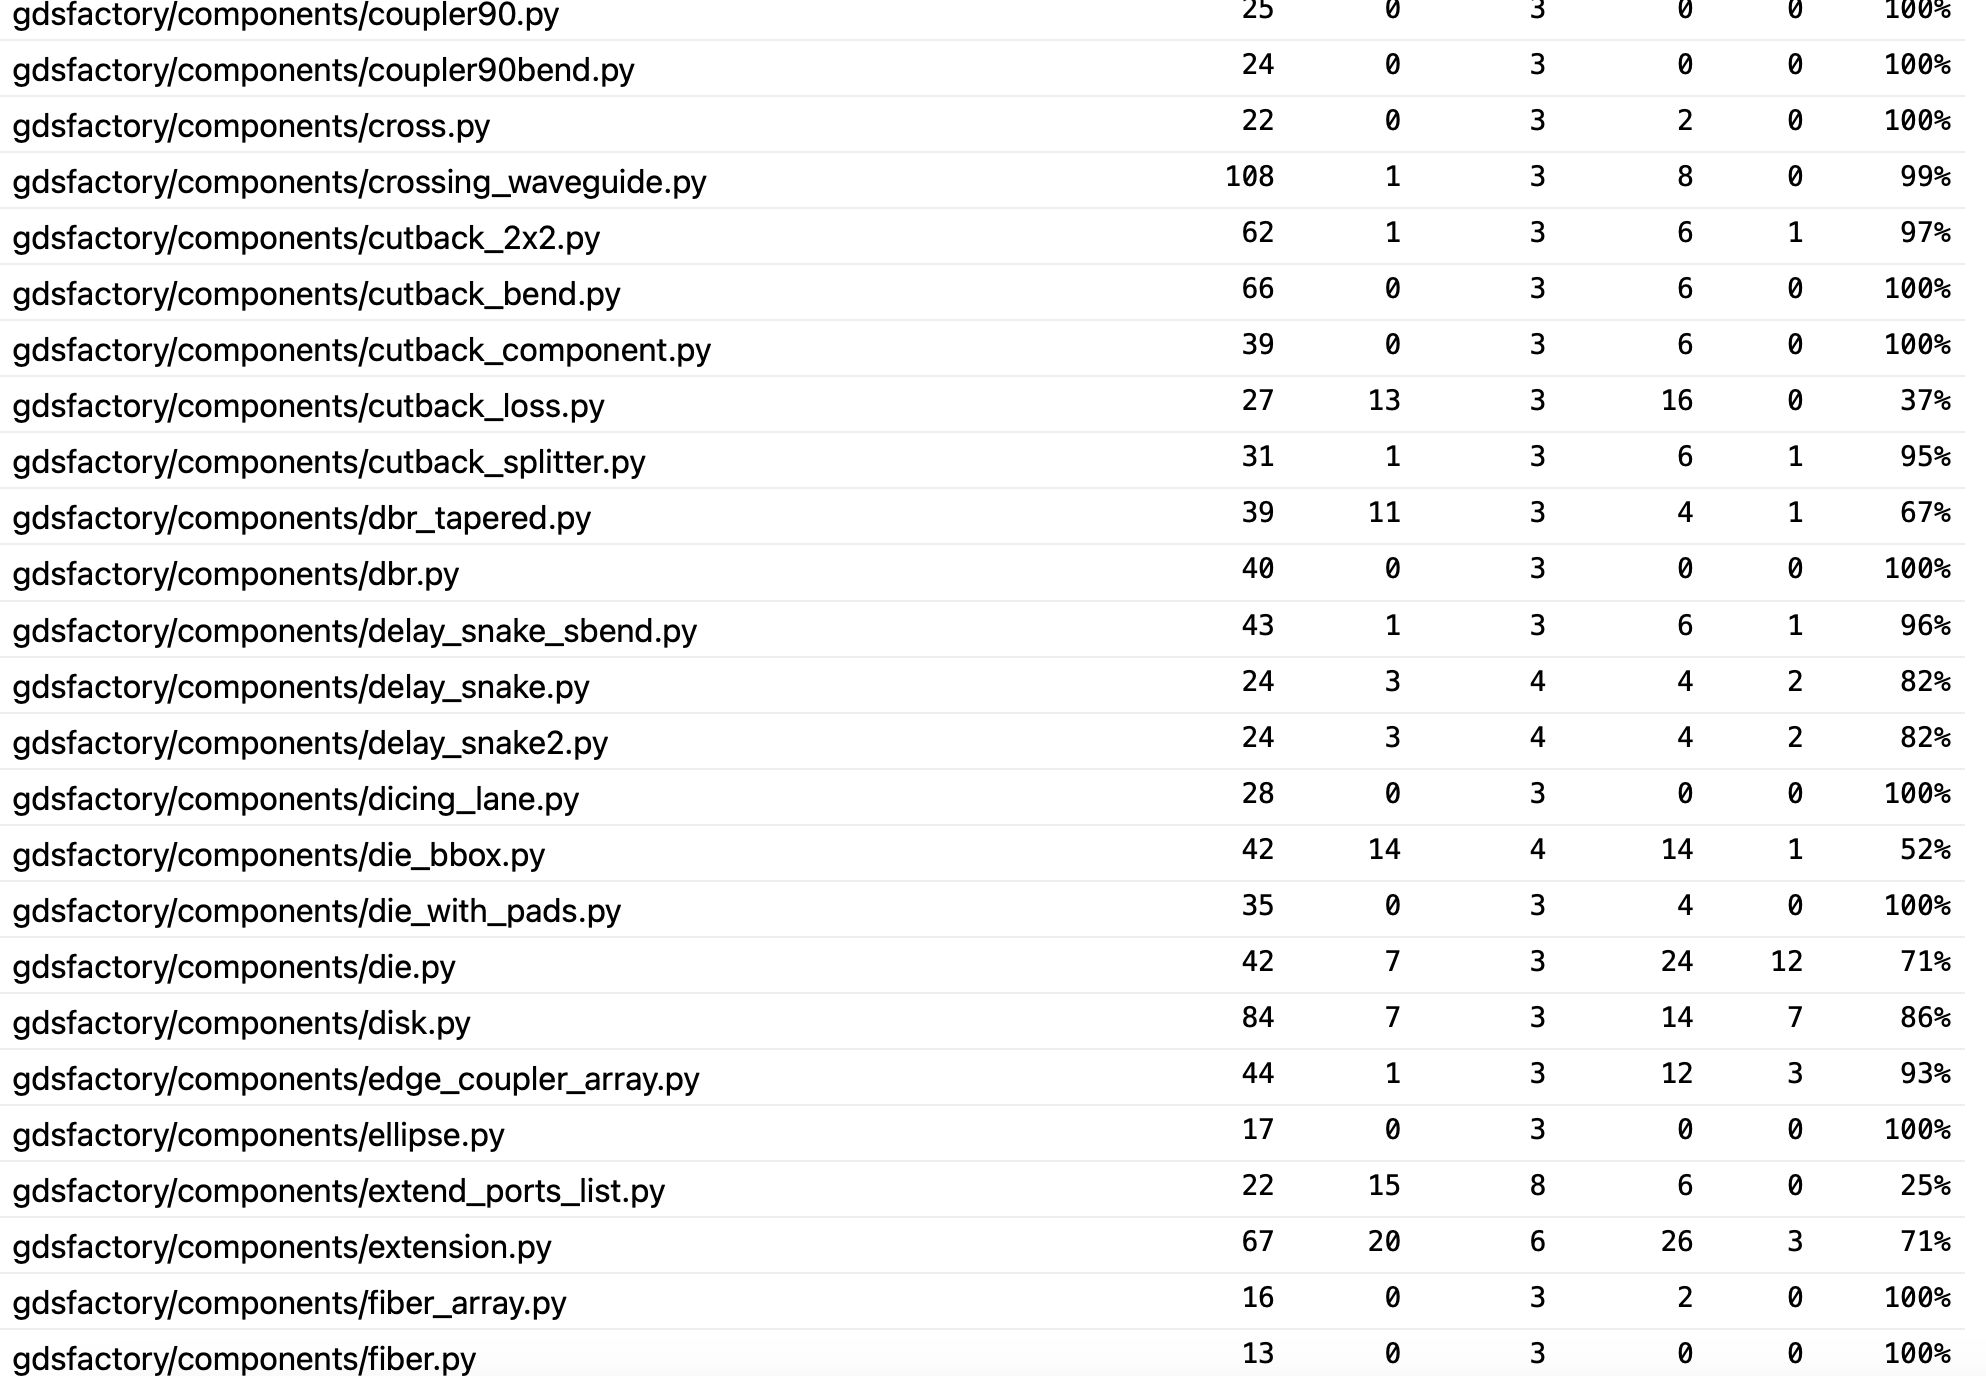 gdsfactory/components/coupler90.py 25 0 3 0 0 100%
gdsfactory/components/coupler90bend.py 24 0 3 0 0 100%
gdsfactory/components/cross.py 22 0 3 2 0 100%
gdsfactory/components/crossing_waveguide.py 108 1 3 8 0 99%
gdsfactory/components/cutback_2x2.py 62 1 3 6 1 97%
gdsfactory/components/cutback_bend.py 66 0 3 6 0 100%
gdsfactory/components/cutback_component.py 39 0 3 6 0 100%
gdsfactory/components/cutback_loss.py 27 13 3 16 0 37%
gdsfactory/components/cutback_splitter.py 31 1 3 6 1 95%
gdsfactory/components/dbr_tapered.py 39 11 3 4 1 67%
gdsfactory/components/dbr.py 40 0 3 0 0 100%
gdsfactory/components/delay_snake_sbend.py 43 1 3 6 1 96%
gdsfactory/components/delay_snake.py 24 3 4 4 2 82%
gdsfactory/components/delay_snake2.py 24 3 4 4 2 82%
gdsfactory/components/dicing_lane.py 28 0 3 0 0 100%
gdsfactory/components/die_bbox.py 42 14 4 14 1 52%
gdsfactory/components/die_with_pads.py 35 0 3 4 0 100%
gdsfactory/components/die.py 42 7 3 24 12 71%
gdsfactory/components/disk.py 84 7 3 14 7 86%
gdsfactory/components/edge_coupler_array.py 44 1 3 12 3 93%
gdsfactory/components/ellipse.py 17 0 3 0 0 100%
gdsfactory/components/extend_ports_list.py 22 15 8 6 0 25%
gdsfactory/components/extension.py 67 20 6 26 3 71%
gdsfactory/components/fiber_array.py 16 0 3 2 0 100%
gdsfactory/components/fiber.py 13 0 3 0 0 100%